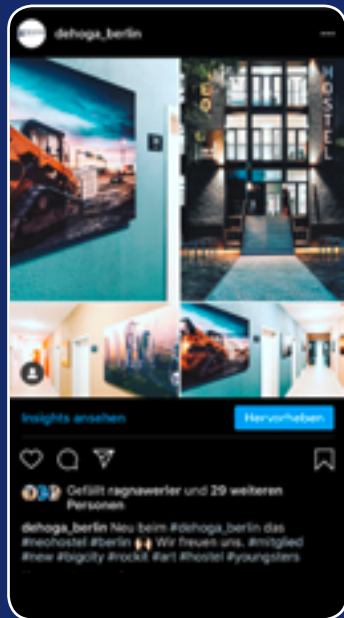 dehoga_berlin
HOSTEL
Insights ansehen
Hervorheben
Gefällt ragnawerler und 29 weiteren
Personen
dehoga_berlin Neu beim #dehoga_berlin das
#neohostel #berlin 🙌 Wir freuen uns. #mitglied
#new #bigcity #rockit #art #hostel #youngsters